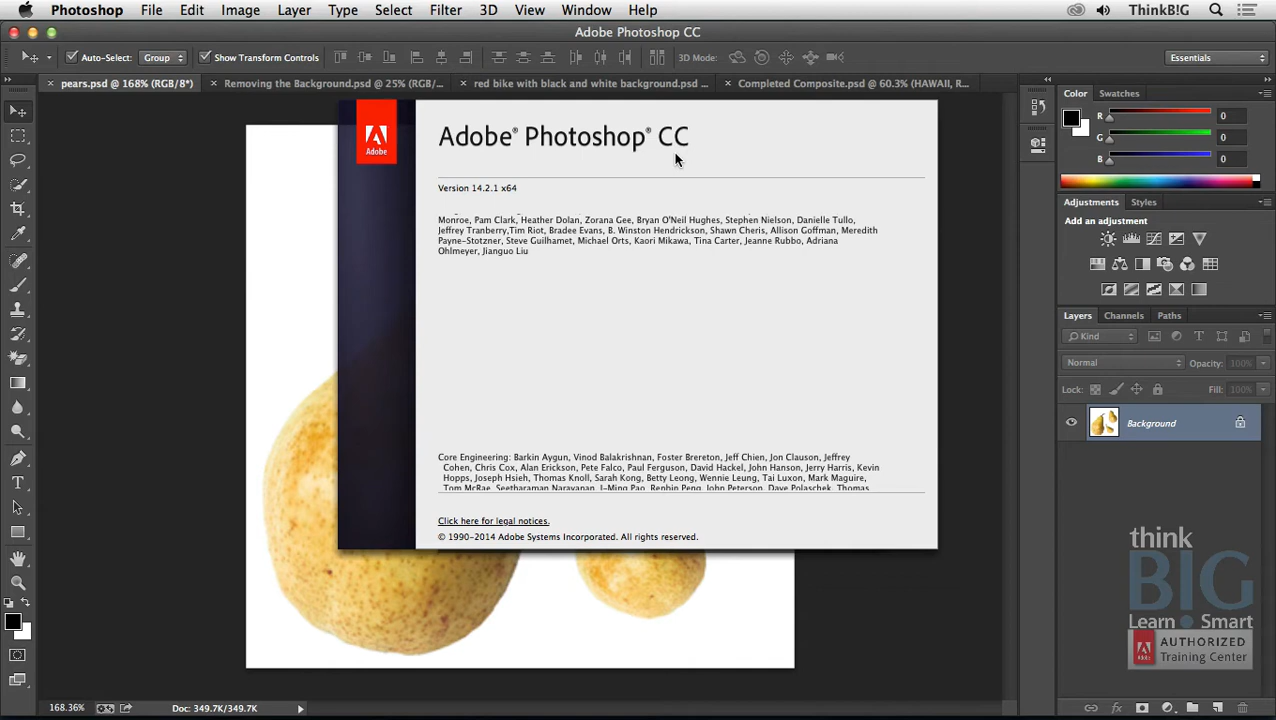 Photoshop File Edit Image Layer Type Select Filter 3D View Window Help ThinkB!G
Adobe Photoshop CC
Auto-Select: Group Show Transform Controls 3D Mode: Essentials
pears.psd @ 168% (RGB/8*) Removing the Background.psd @ 25% (RGB/... red bike with black and white background.psd ... Completed Composite.psd @ 60.3% (HAWAII, R...
Color Swatches
R 0
G 0
B 0
Adobe
Adobe® Photoshop® CC
Version 14.2.1 x64
Monroe, Pam Clark, Heather Dolan, Zorana Gee, Bryan O'Neil Hughes, Stephen Nielson, Danielle Tullo,
Jeffrey Tranberry,Tim Riot, Bradee Evans, B. Winston Hendrickson, Shawn Cheris, Allison Goffman, Meredith
Payne-Stotzner, Steve Guilhamet, Michael Orts, Kaori Mikawa, Tina Carter, Jeanne Rubbo, Adriana
Ohlmeyer, Jianguo Liu
Core Engineering: Barkin Aygun, Vinod Balakrishnan, Foster Brereton, Jeff Chien, Jon Clauson, Jeffrey
Cohen, Chris Cox, Alan Erickson, Pete Falco, Paul Ferguson, David Hackel, John Hanson, Jerry Harris, Kevin
Hopps, Joseph Hsieh, Thomas Knoll, Sarah Kong, Betty Leong, Wennie Leung, Tai Luxon, Mark Maguire,
Tom McRae, Seetharaman Narayanan, I-Ming Pao, Renbin Peng, John Peterson, Dave Polaschek, Thomas
Click here for legal notices.
© 1990-2014 Adobe Systems Incorporated. All rights reserved.
Adjustments Styles
Add an adjustment
Layers Channels Paths
Kind
Normal Opacity: 100%
Lock: Fill: 100%
Background
think
BIG
Learn Smart
AUTHORIZED
Training Center
168.36% Doc: 349.7K/349.7K